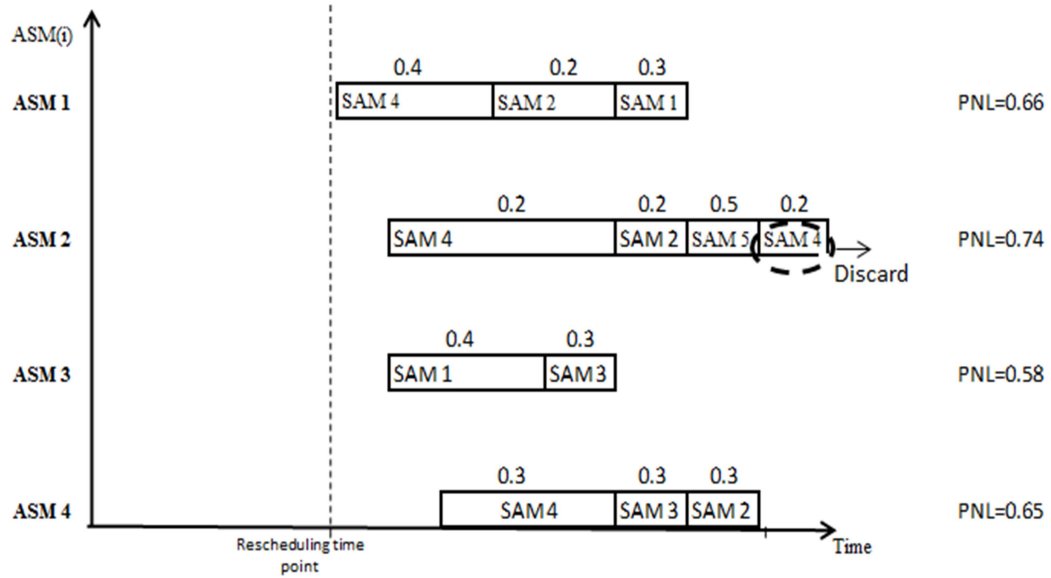 ASM(i)
0.4 0.2 0.3
ASM 1 SAM 4 SAM 2 SAM 1 PNL=0.66
0.2 0.2 0.5 0.2
ASM 2 SAM 4 SAM 2 SAM 5 SAM 4 PNL=0.74
Discard
0.4 0.3
ASM 3 SAM 1 SAM 3 PNL=0.58
0.3 0.3 0.3
ASM 4 SAM 4 SAM 3 SAM 2 PNL=0.65
Rescheduling time
point
Time